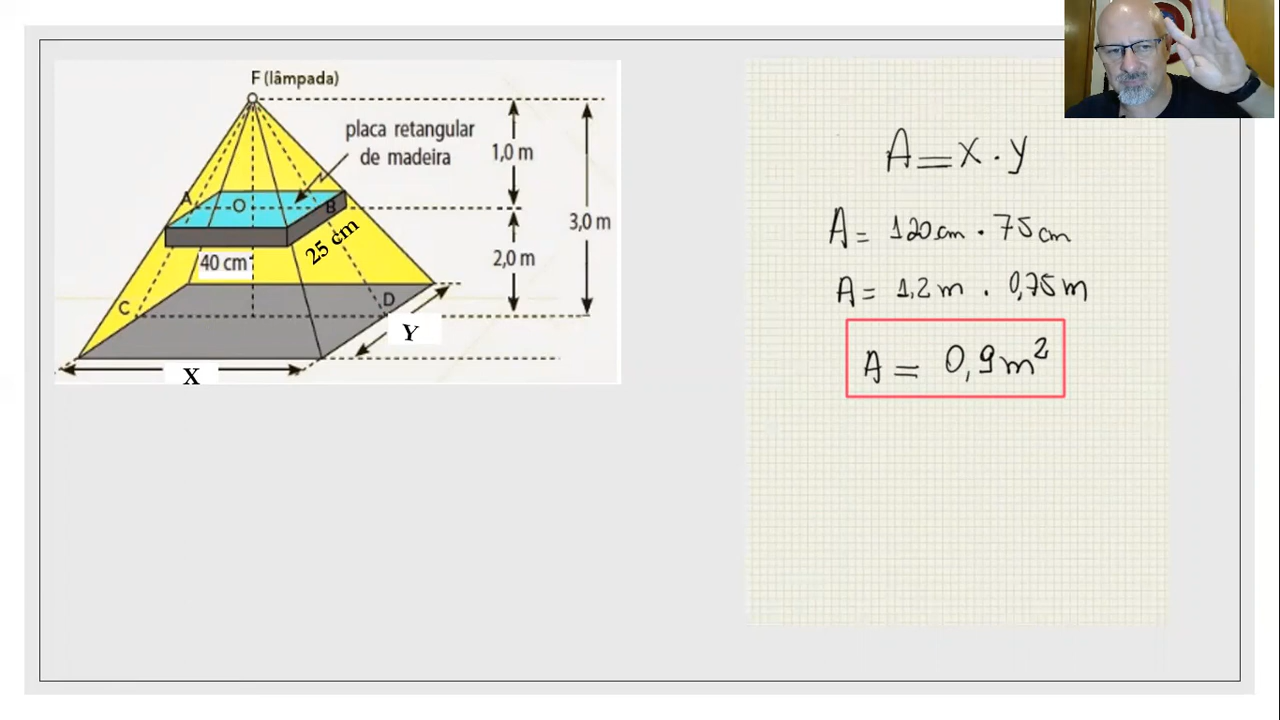 F (lâmpada)
placa retangular
de madeira
1,0 m
A
O
B
3,0 m
25 cm
40 cm
2,0 m
C
D
Y
X
A = X . y
A = 120 cm . 75 cm
A = 1,2 m . 0,75 m
A = 0,9 m²